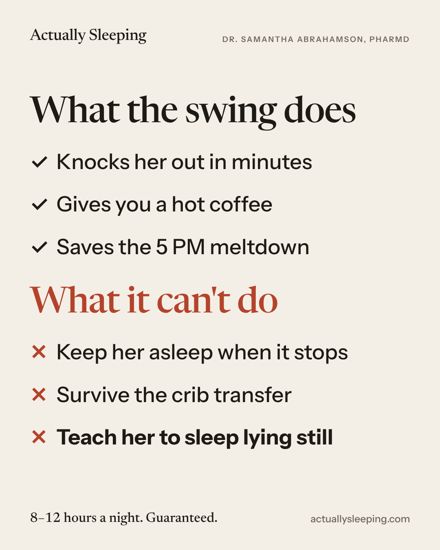 Actually Sleeping
DR. SAMANTHA ABRAHAMSON, PHARMD
What the swing does
✓ Knocks her out in minutes
✓ Gives you a hot coffee
✓ Saves the 5 PM meltdown
What it can't do
✕ Keep her asleep when it stops
✕ Survive the crib transfer
✕ Teach her to sleep lying still
8–12 hours a night. Guaranteed.
actuallysleeping.com